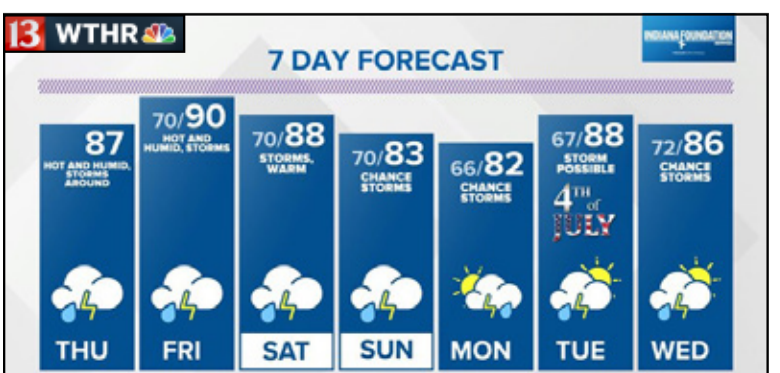 13 WTHR
INDIANA FOUNDATION
7 DAY FORECAST
87
HOT AND HUMID,
STORMS
AROUND
THU
70/90
HOT AND
HUMID, STORMS
FRI
70/88
STORMS,
WARM
SAT
70/83
CHANCE
STORMS
SUN
66/82
CHANCE
STORMS
MON
67/88
STORM
POSSIBLE
4TH
of
JULY
TUE
72/86
CHANCE
STORMS
WED